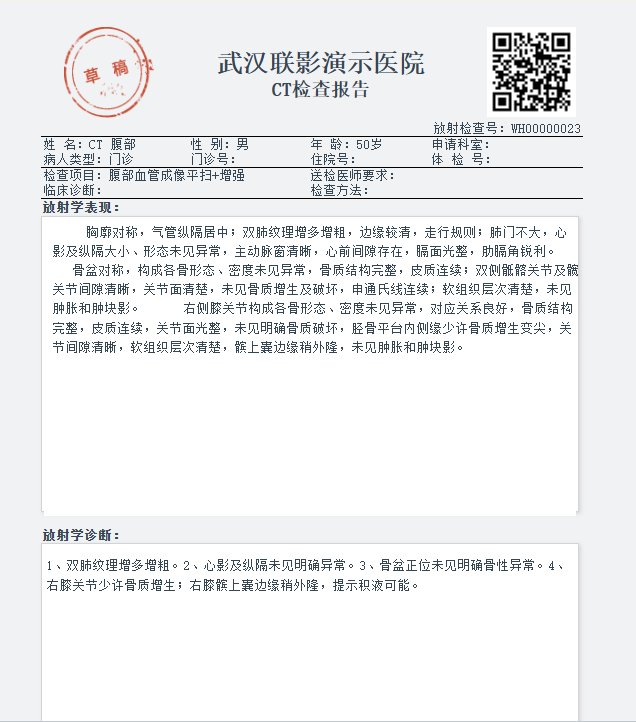 草稿
武汉联影演示医院
CT检查报告
放射检查号：WH00000023
姓 名：CT 腹部 性 别：男 年 龄：50岁 申请科室：
病人类型：门诊 门诊号： 住院号： 体 检 号：
检查项目：腹部血管成像平扫+增强 送检医师要求：
临床诊断： 检查方法：
放射学表现：
胸廓对称，气管纵隔居中；双肺纹理增多增粗，边缘较清，走行规则；肺门不大，心
影及纵隔大小、形态未见异常，主动脉窗清晰，心前间隙存在，膈面光整，肋膈角锐利。
骨盆对称，构成各骨形态、密度未见异常，骨质结构完整，皮质连续；双侧骶髂关节及髋
关节间隙清晰，关节面清楚，未见骨质增生及破坏，申通氏线连续；软组织层次清楚，未见
肿胀和肿块影。 右侧膝关节构成各骨形态、密度未见异常，对应关系良好，骨质结构
完整，皮质连续，关节面光整，未见明确骨质破坏，胫骨平台内侧缘少许骨质增生变尖，关
节间隙清晰，软组织层次清楚，髌上囊边缘稍外隆，未见肿胀和肿块影。
放射学诊断：
1、双肺纹理增多增粗。2、心影及纵隔未见明确异常。3、骨盆正位未见明确骨性异常。4、
右膝关节少许骨质增生；右膝髌上囊边缘稍外隆，提示积液可能。